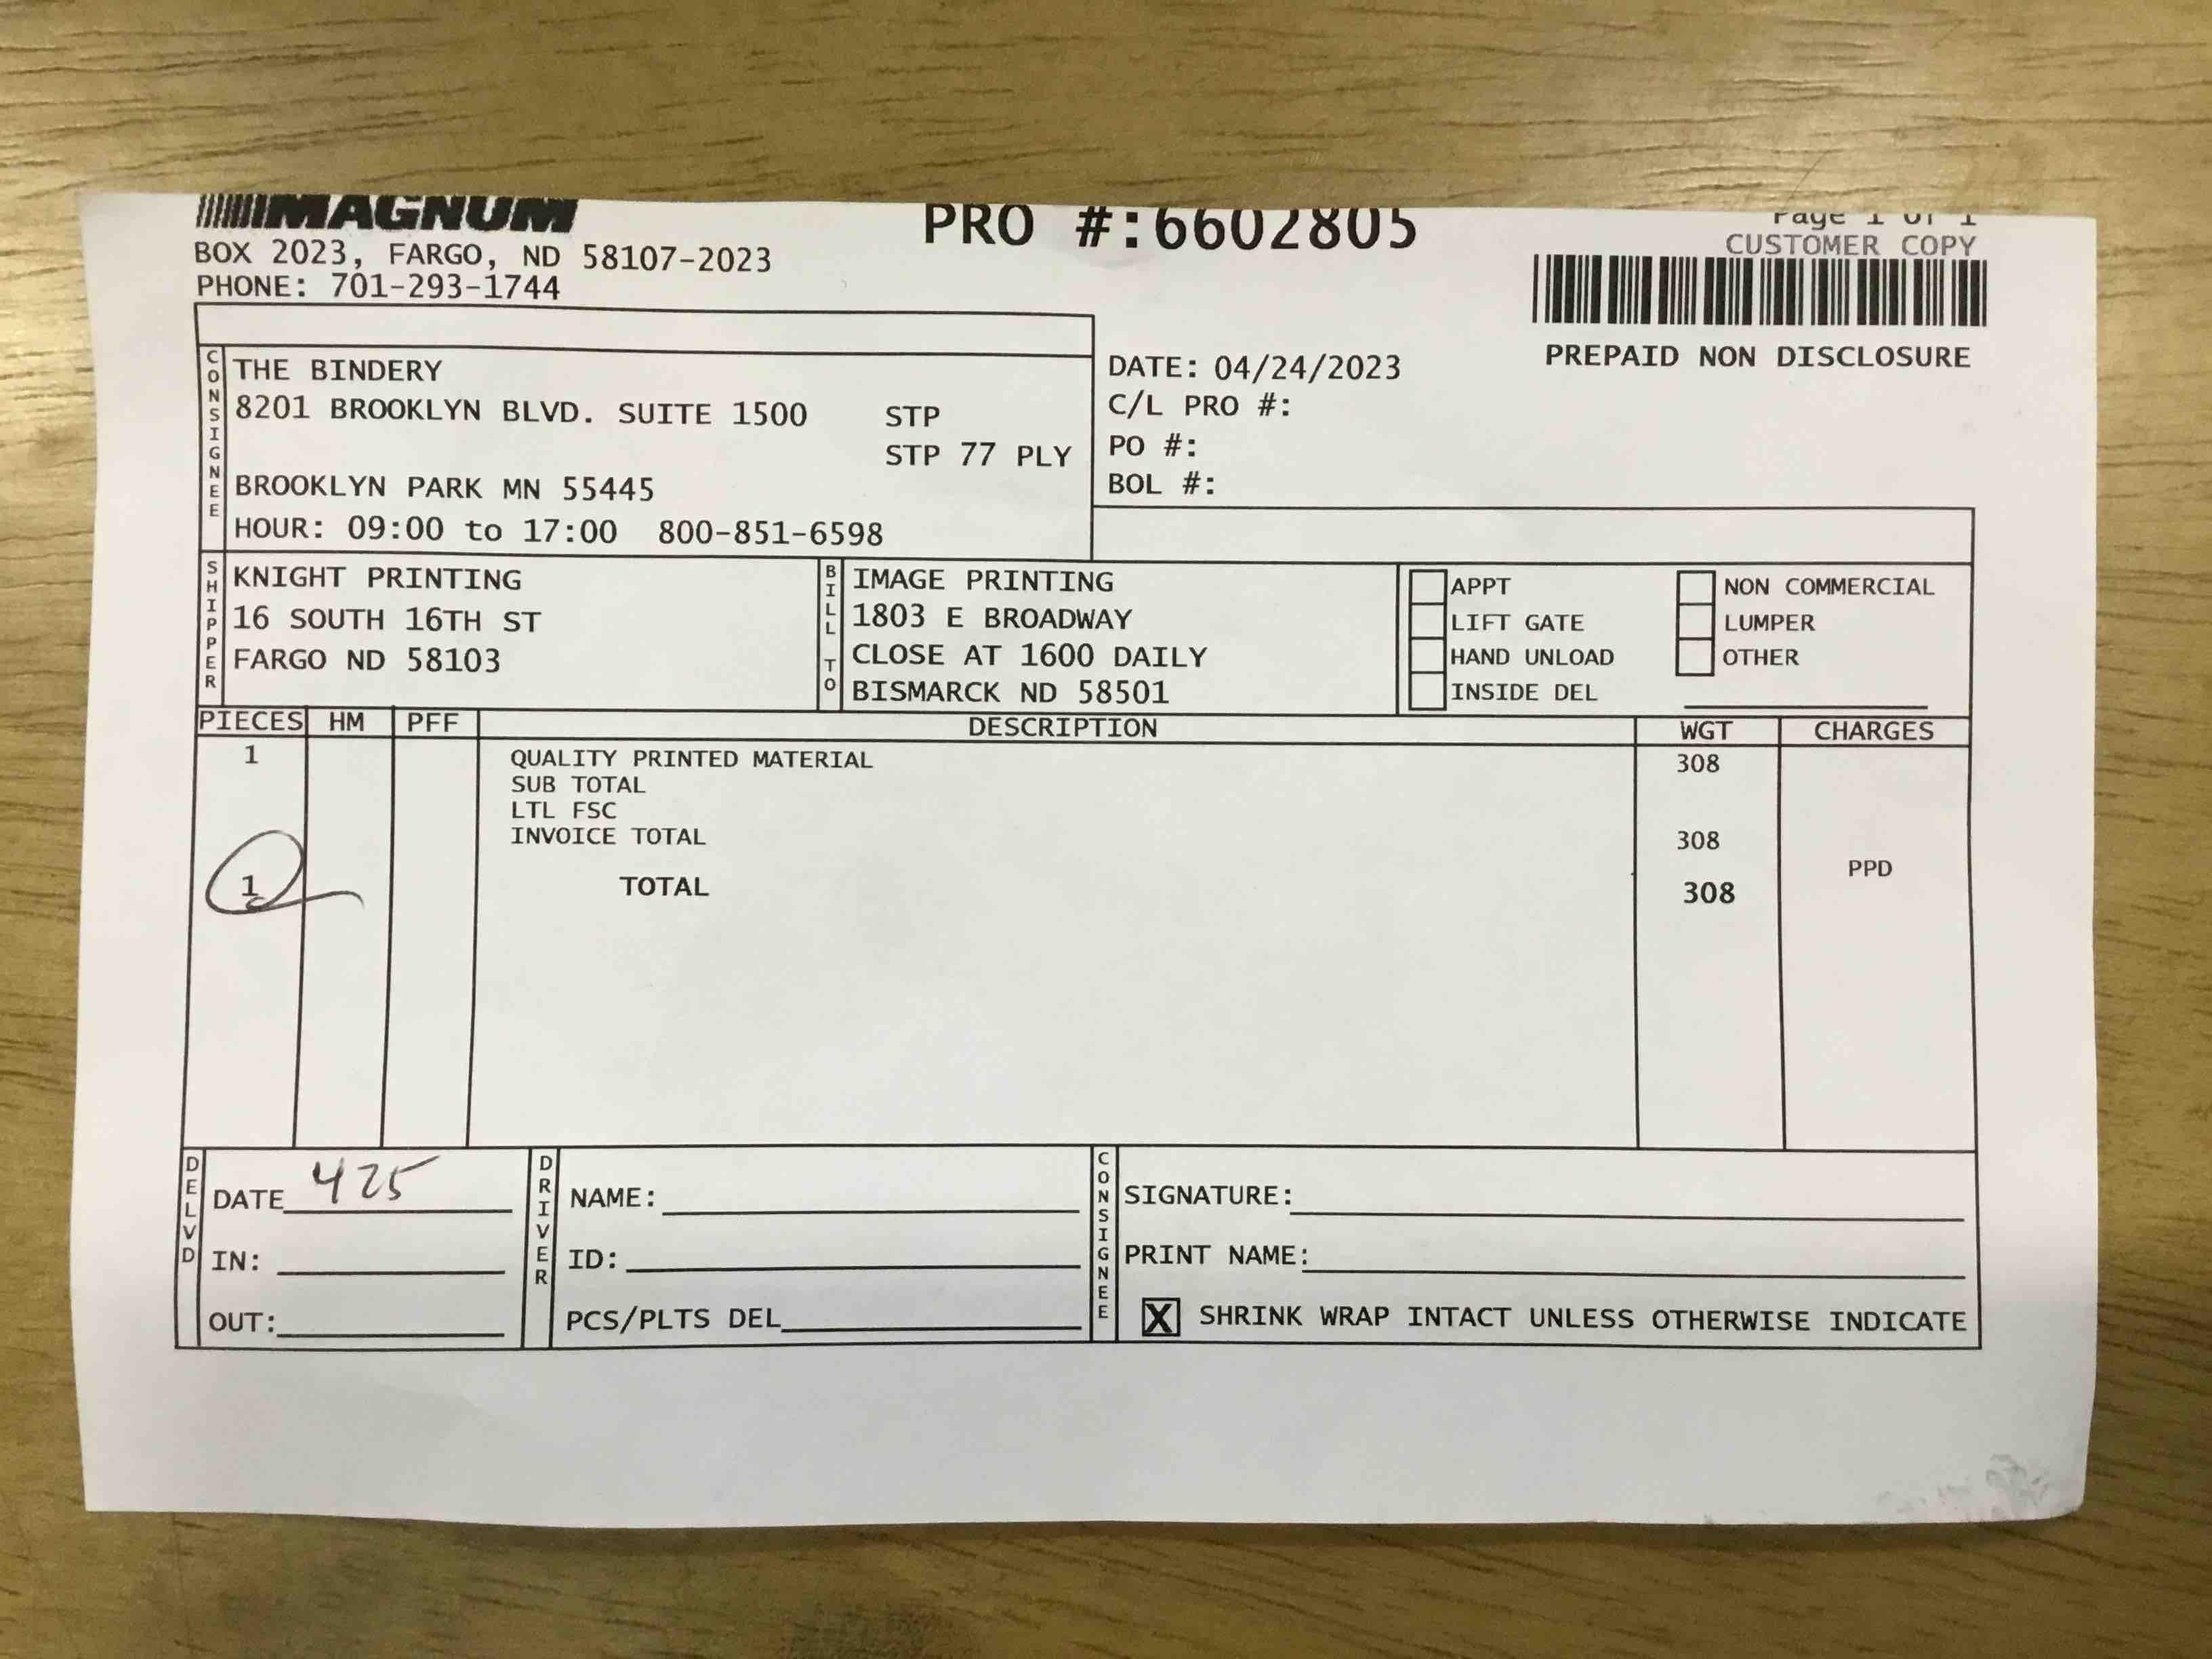 MAGNUM
PRO #:6602805
Page 1 of 1
CUSTOMER COPY
BOX 2023, FARGO, ND 58107-2023
PHONE: 701-293-1744
PREPAID NON DISCLOSURE
CONSIGNEE
THE BINDERY
8201 BROOKLYN BLVD. SUITE 1500 STP
STP 77 PLY
BROOKLYN PARK MN 55445
HOUR: 09:00 to 17:00 800-851-6598
DATE: 04/24/2023
C/L PRO #:
PO #:
BOL #:
SHIPPER
KNIGHT PRINTING
16 SOUTH 16TH ST
FARGO ND 58103
BILL TO
IMAGE PRINTING
1803 E BROADWAY
CLOSE AT 1600 DAILY
BISMARCK ND 58501
APPT NON COMMERCIAL
LIFT GATE LUMPER
HAND UNLOAD OTHER
INSIDE DEL
PIECES HM PFF DESCRIPTION WGT CHARGES
1 QUALITY PRINTED MATERIAL 308
SUB TOTAL
LTL FSC
INVOICE TOTAL 308
PPD
1 TOTAL 308
DELVD
DATE 425
IN:
OUT:
DRIVER
NAME:
ID:
PCS/PLTS DEL
CONSIGNEE
SIGNATURE:
PRINT NAME:
X SHRINK WRAP INTACT UNLESS OTHERWISE INDICATE